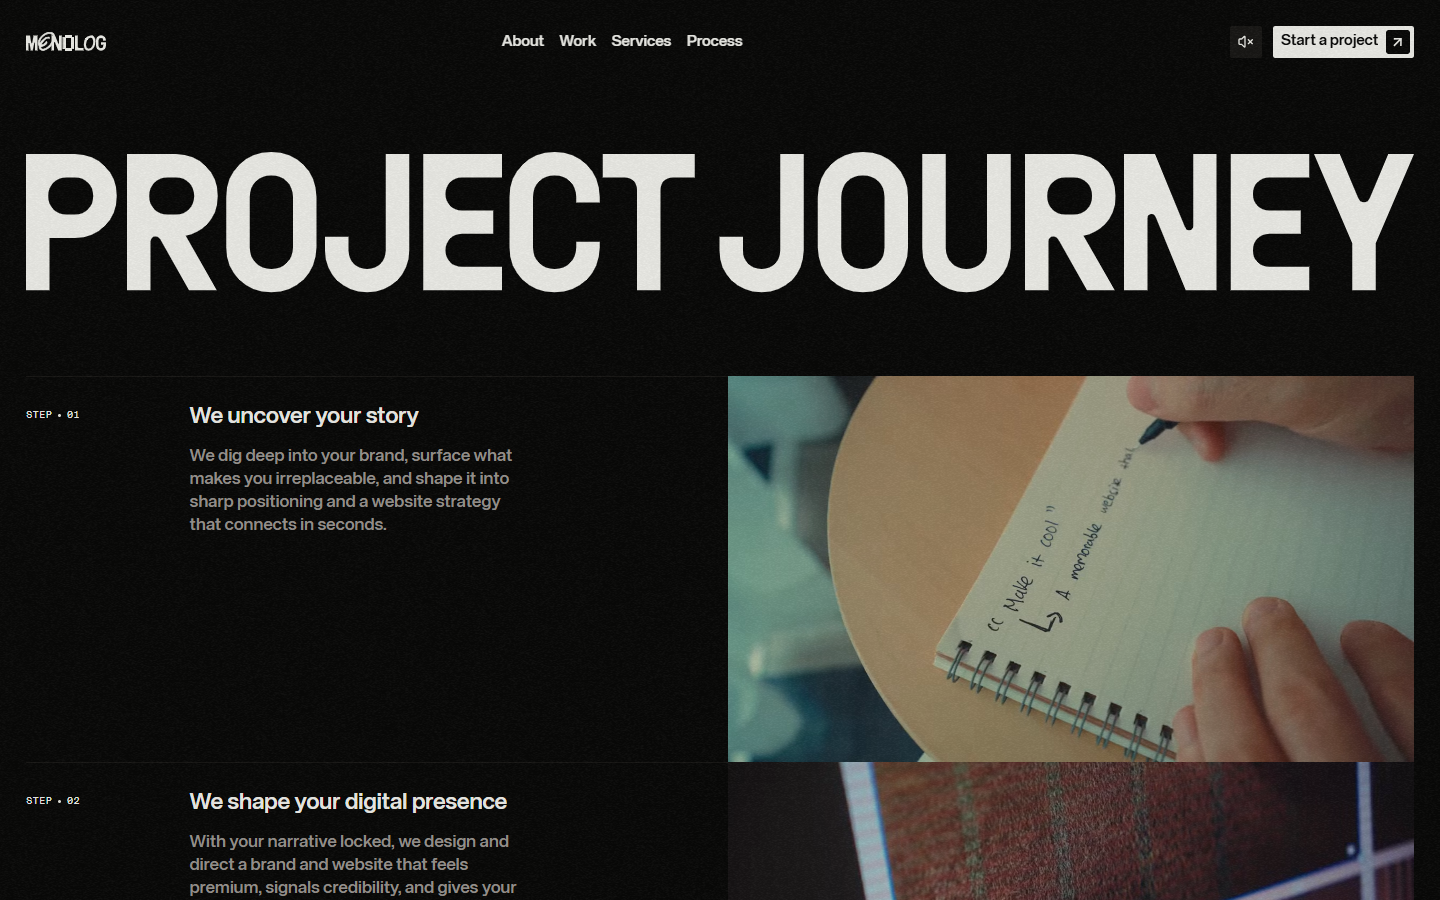 MONOLOG
About Work Services Process
Start a project
PROJECT JOURNEY
STEP • 01
We uncover your story
We dig deep into your brand, surface what
makes you irreplaceable, and shape it into
sharp positioning and a website strategy
that connects in seconds.
cc Make it cool "
↳ A memorable website that
STEP • 02
We shape your digital presence
With your narrative locked, we design and
direct a brand and website that feels
premium, signals credibility, and gives your